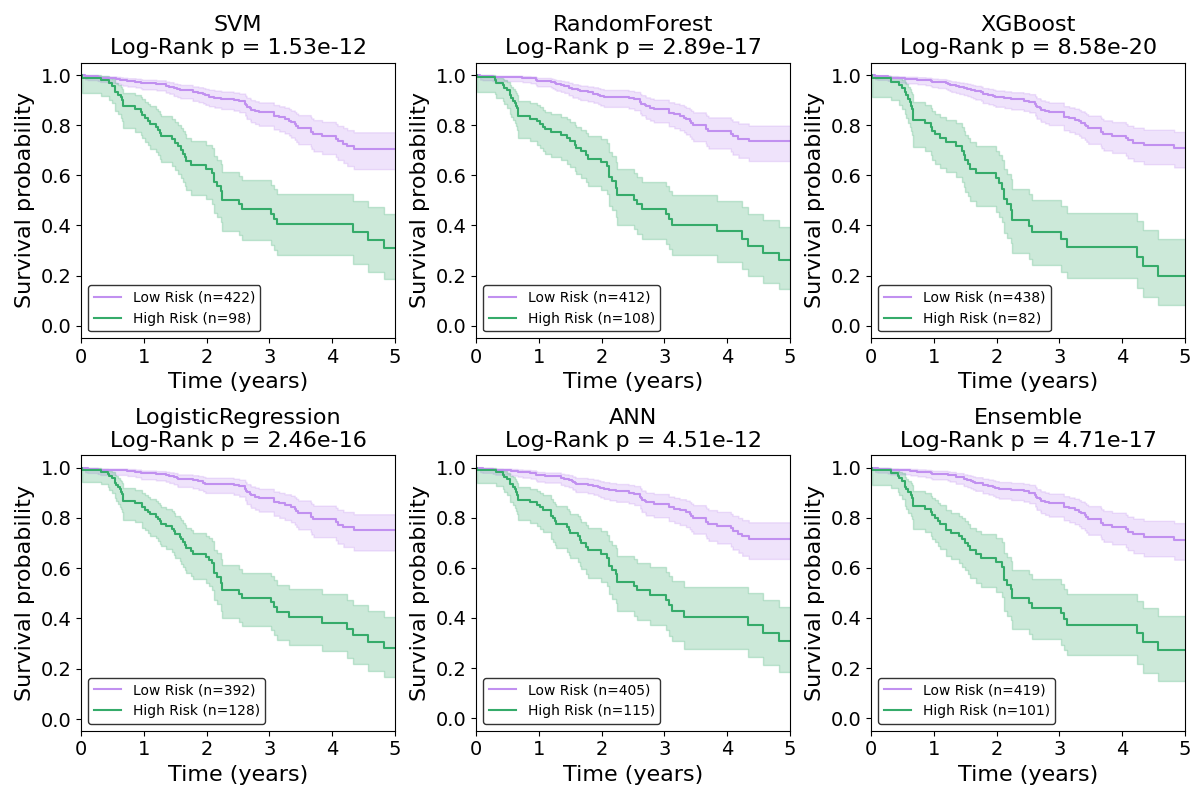 SVM
Log-Rank p = 1.53e-12
Survival probability
1.0
0.8
0.6
0.4
0.2
0.0
Low Risk (n=422)
High Risk (n=98)
0 1 2 3 4 5
Time (years)
RandomForest
Log-Rank p = 2.89e-17
Survival probability
1.0
0.8
0.6
0.4
0.2
0.0
Low Risk (n=412)
High Risk (n=108)
0 1 2 3 4 5
Time (years)
XGBoost
Log-Rank p = 8.58e-20
Survival probability
1.0
0.8
0.6
0.4
0.2
0.0
Low Risk (n=438)
High Risk (n=82)
0 1 2 3 4 5
Time (years)
LogisticRegression
Log-Rank p = 2.46e-16
Survival probability
1.0
0.8
0.6
0.4
0.2
0.0
Low Risk (n=392)
High Risk (n=128)
0 1 2 3 4 5
Time (years)
ANN
Log-Rank p = 4.51e-12
Survival probability
1.0
0.8
0.6
0.4
0.2
0.0
Low Risk (n=405)
High Risk (n=115)
0 1 2 3 4 5
Time (years)
Ensemble
Log-Rank p = 4.71e-17
Survival probability
1.0
0.8
0.6
0.4
0.2
0.0
Low Risk (n=419)
High Risk (n=101)
0 1 2 3 4 5
Time (years)